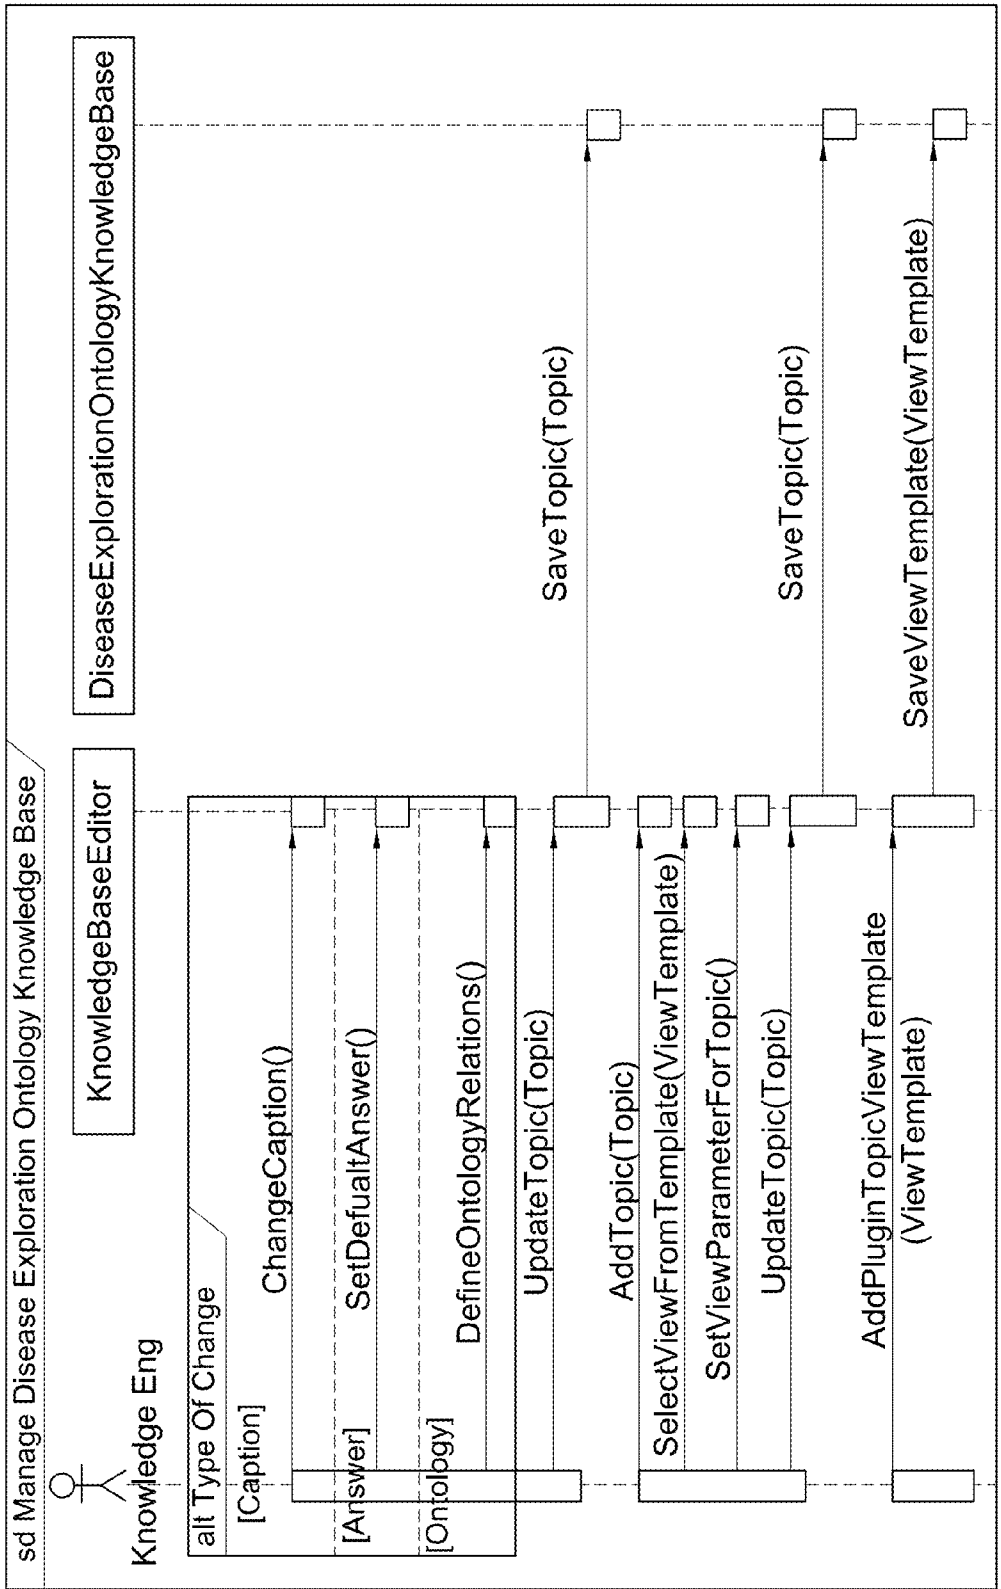 sd Manage Disease Exploration Ontology Knowledge Base
Knowledge Eng
KnowledgeBaseEditor
DiseaseExplorationOntologyKnowledgeBase
alt Type Of Change
[Caption]
ChangeCaption()
[Answer]
SetDefualtAnswer()
[Ontology]
DefineOntologyRelations()
UpdateTopic(Topic)
SaveTopic(Topic)
AddTopic(Topic)
SelectViewFromTemplate(ViewTemplate)
SetViewParameterForTopic()
UpdateTopic(Topic)
SaveTopic(Topic)
AddPluginTopicViewTemplate
(ViewTemplate)
SaveViewTemplate(ViewTemplate)